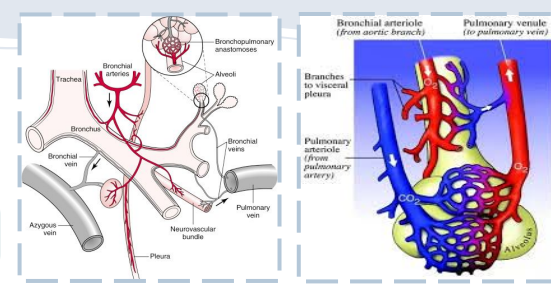 Bronchopulmonary
anastomoses
Bronchial
arteries
Alveoli
Trachea
Bronchus
Bronchial
vein
Bronchial
veins
Azygous
vein
Pulmonary
vein
Neurovascular
bundle
Pleura
Bronchial arteriole
(from aortic branch)
Pulmonary venule
(to pulmonary vein)
O2
Branches
to visceral
pleura
Pulmonary
arteriole
(from
pulmonary
artery)
O2
CO2
Alveolus